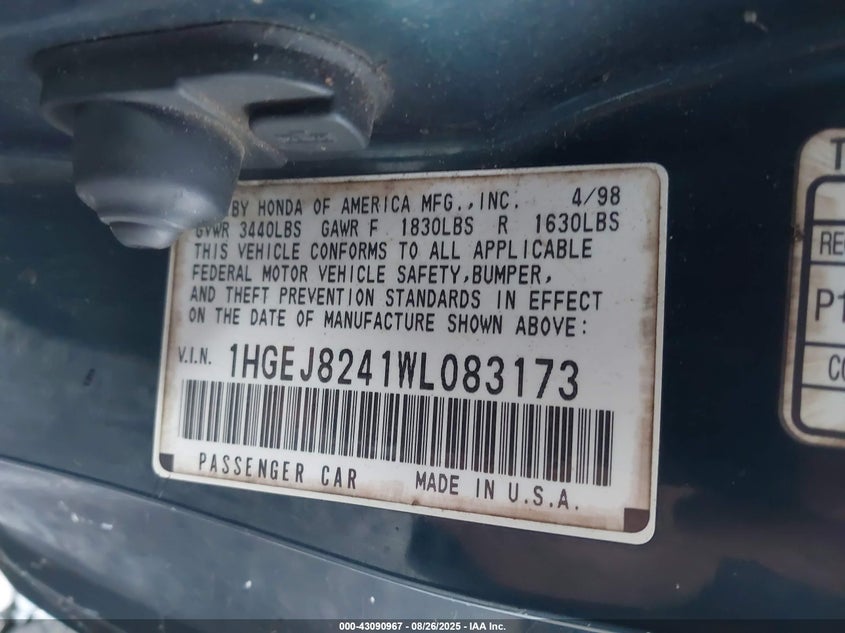 BY HONDA OF AMERICA MFG.,INC. 4/98
GVWR 3440LBS GAWR F 1830LBS R 1630LBS
THIS VEHICLE CONFORMS TO ALL APPLICABLE
FEDERAL MOTOR VEHICLE SAFETY,BUMPER,
AND THEFT PREVENTION STANDARDS IN EFFECT
ON THE DATE OF MANUFACTURE SHOWN ABOVE:
V.I.N. 1HGEJ8241WL083173
PASSENGER CAR MADE IN U.S.A.
000-43090967 - 08/26/2025 - IAA Inc.